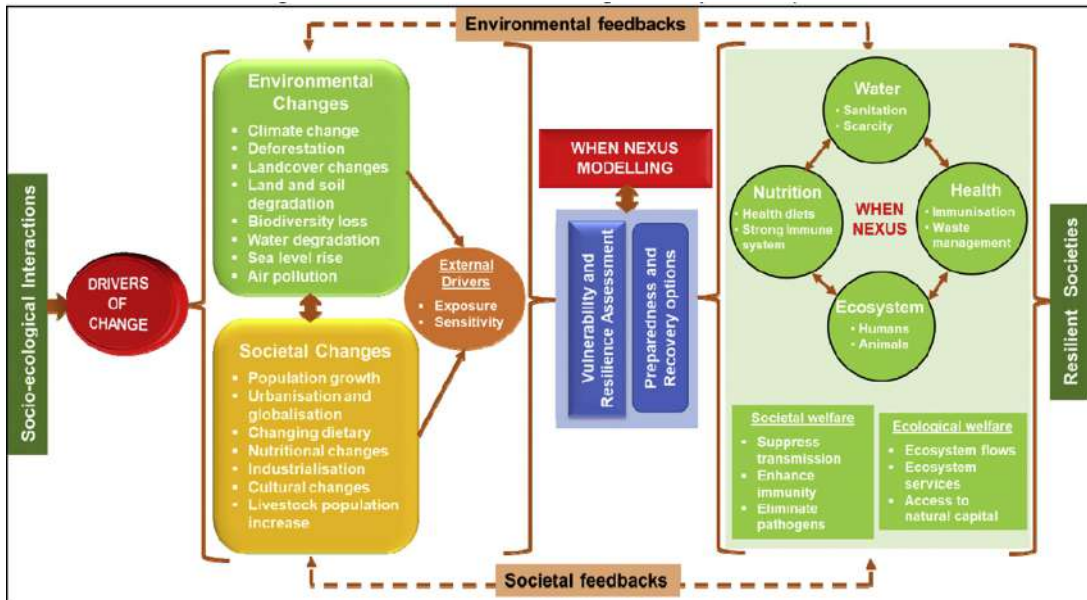 Environmental feedbacks
Socio-ecological Interactions
DRIVERS
OF
CHANGE
Environmental
Changes
• Climate change
• Deforestation
• Landcover changes
• Land and soil
degradation
• Biodiversity loss
• Water degradation
• Sea level rise
• Air pollution
Societal Changes
• Population growth
• Urbanisation and
globalisation
• Changing dietary
• Nutritional changes
• Industrialisation
• Cultural changes
• Livestock population
increase
External
Drivers
• Exposure
• Sensitivity
WHEN NEXUS
MODELLING
Vulnerability and
Resilience Assessment
Preparedness and
Recovery options
Water
• Sanitation
• Scarcity
Nutrition
• Health diets
• Strong immune
system
WHEN
NEXUS
Health
• Immunisation
• Waste
management
Ecosystem
• Humans
• Animals
Societal welfare
• Suppress
transmission
• Enhance
immunity
• Eliminate
pathogens
Ecological welfare
• Ecosystem flows
• Ecosystem
services
• Access to
natural capital
Resilient Societies
Societal feedbacks